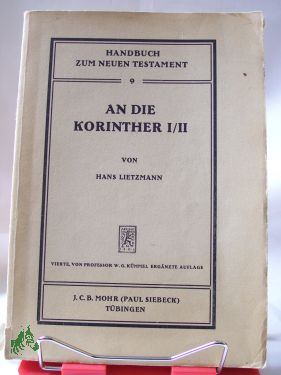 HANDBUCH
ZUM NEUEN TESTAMENT
9
AN DIE
KORINTHER I/II
VON
HANS LIETZMANN
VIERTE, VON PROFESSOR W. G. KÜMMEL ERGÄNZTE AUFLAGE
J. C. B. MOHR (PAUL SIEBECK)
TÜBINGEN